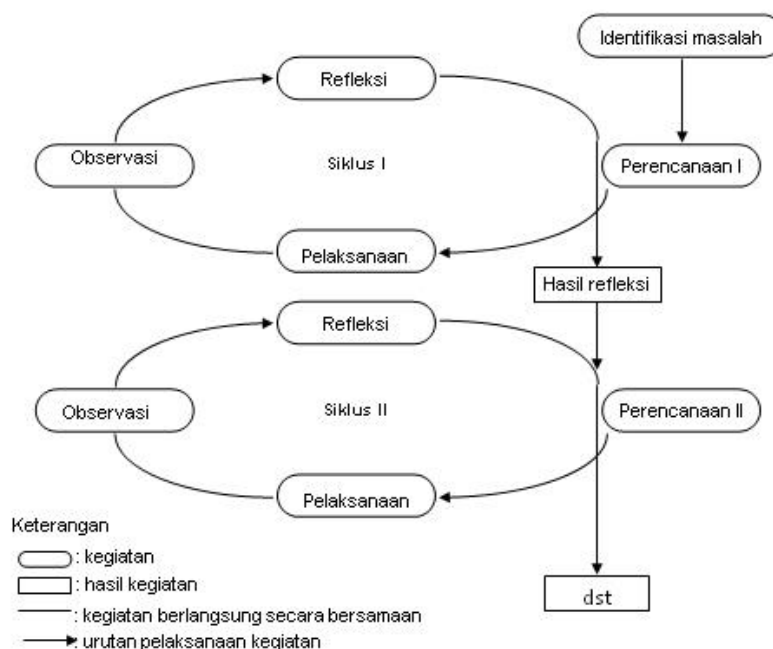 Identifikasi masalah
Refleksi
Observasi
Siklus I
Perencanaan I
Pelaksanaan
Hasil refleksi
Refleksi
Observasi
Siklus II
Perencanaan II
Pelaksanaan
Keterangan
: kegiatan
: hasil kegiatan
: kegiatan berlangsung secara bersamaan
: urutan pelaksanaan kegiatan
dst